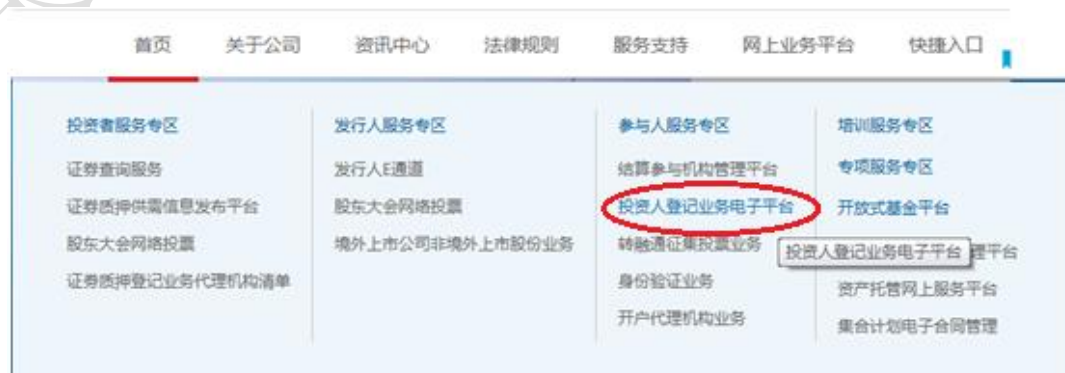 首页 关于公司 资讯中心 法律规则 服务支持 网上业务平台 快捷入口
投资者服务专区
证券查询服务
证券质押供需信息发布平台
股东大会网络投票
证券质押登记业务代理机构清单
发行人服务专区
发行人E通道
股东大会网络投票
境外上市公司非境外上市股份业务
参与人服务专区
结算参与机构管理平台
投资人登记业务电子平台
转融通征集投票业务
身份验证业务
开户代理机构业务
培训服务专区
专项服务专区
开放式基金平台
投资人登记业务电子平台
理平台
资产托管网上服务平台
集合计划电子合同管理